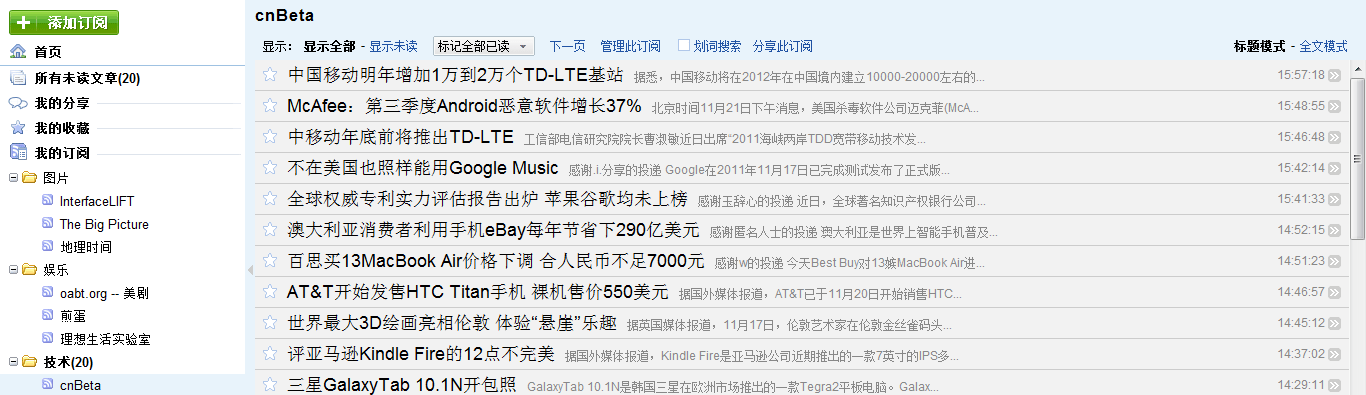 添加订阅
首页
所有未读文章(20)
我的分享
我的收藏
我的订阅
图片
InterfaceLIFT
The Big Picture
地理时间
娱乐
oabt.org -- 美剧
煎蛋
理想生活实验室
技术(20)
cnBeta
cnBeta
显示： 显示全部 - 显示未读 标记全部已读 下一页 管理此订阅 划词搜索 分享此订阅 标题模式 - 全文模式
中国移动明年增加1万到2万个TD-LTE基站 据悉，中国移动将在2012年在中国境内建立10000-20000左右的... 15:57:18
McAfee：第三季度Android恶意软件增长37% 北京时间11月21日下午消息，美国杀毒软件公司迈克菲(McA... 15:48:55
中移动年底前将推出TD-LTE 工信部电信研究院院长曹淑敏近日出席“2011海峡两岸TDD宽带移动技术发... 15:46:48
不在美国也照样能用Google Music 感谢.i.分享的投递 Google在2011年11月17日已完成测试发布了正式版... 15:42:14
全球权威专利实力评估报告出炉 苹果谷歌均未上榜 感谢玉辞心的投递 近日，全球著名知识产权银行公司... 15:41:33
澳大利亚消费者利用手机eBay每年节省下290亿美元 感谢匿名人士的投递 澳大利亚是世界上智能手机普及... 14:52:15
百思买13MacBook Air价格下调 合人民币不足7000元 感谢w的投递 今天Best Buy对13嫔MacBook Air进... 14:51:23
AT&T开始发售HTC Titan手机 裸机售价550美元 据国外媒体报道，AT&T已于11月20日开始销售HTC... 14:46:57
世界最大3D绘画亮相伦敦 体验“悬崖”乐趣 据英国媒体报道，11月17日，伦敦艺术家在伦敦金丝雀码头... 14:45:12
评亚马逊Kindle Fire的12点不完美 据国外媒体报道，Kindle Fire是亚马逊公司近期推出的一款7英寸的IPS多... 14:37:02
三星GalaxyTab 10.1N开包照 GalaxyTab 10.1N是韩国三星在欧洲市场推出的一款Tegra2平板电脑。Galax... 14:29:11